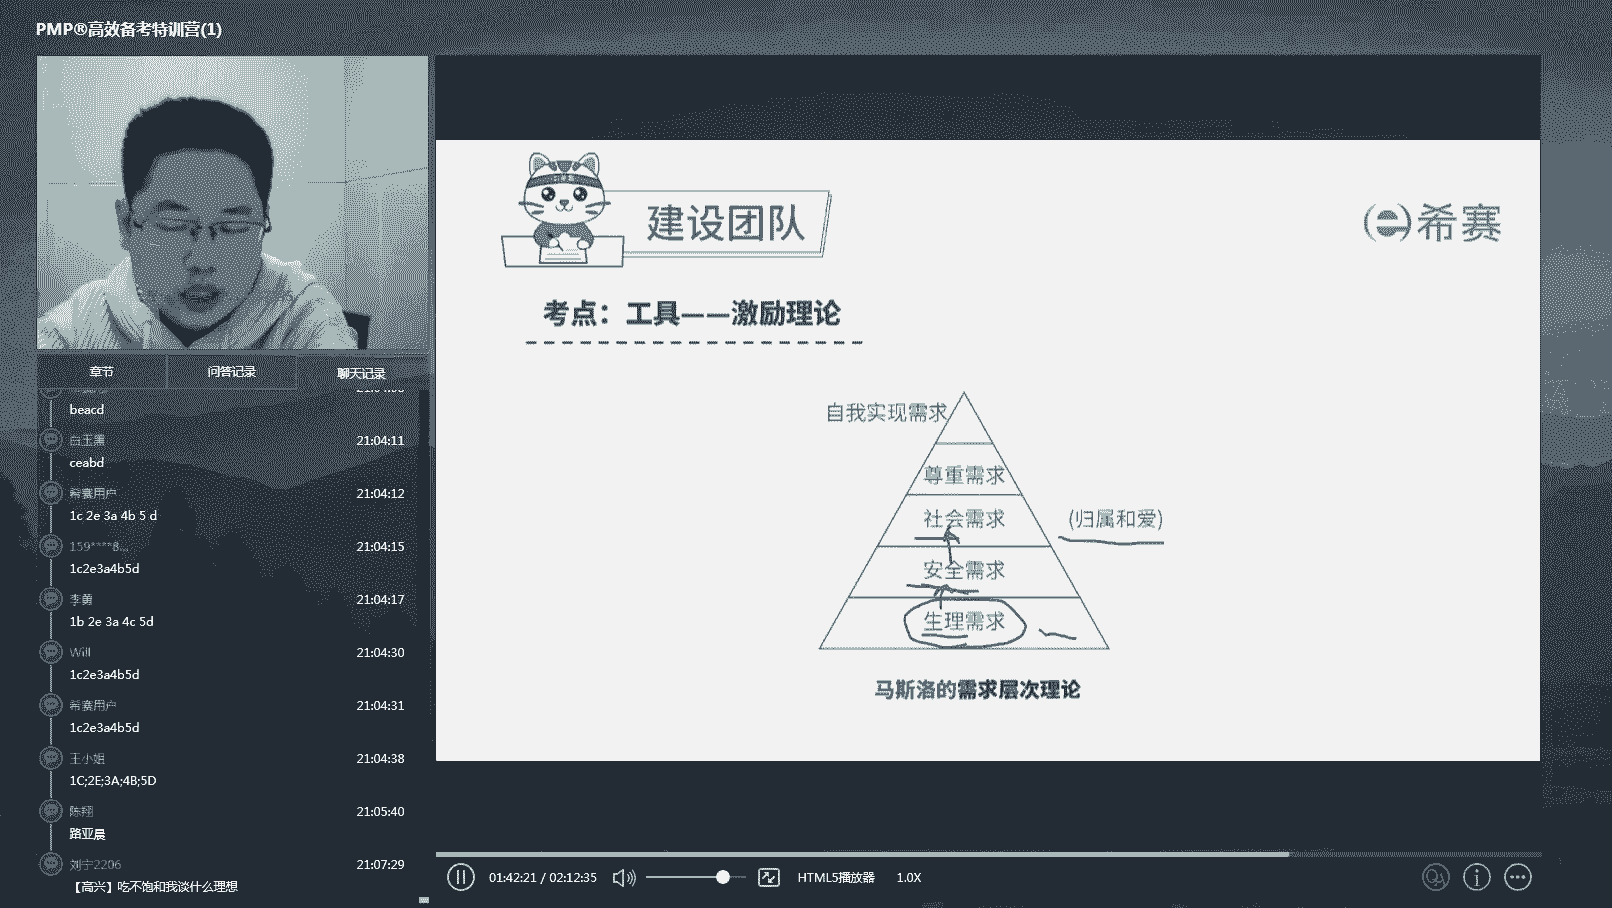 PMP®高效备考特训营(1)
章节
问答记录
聊天记录
beacd
白玉熏
21:04:11
ceabd
希赛用户
21:04:12
1c 2e 3a 4b 5 d
159****8...
21:04:15
1c2e3a4b5d
21:04:17
1b 2e 3a 4c 5d
Will
21:04:30
1c2e3a4b5d
希赛用户
21:04:31
1c2e3a4b5d
王小姐
21:04:38
1C;2E;3A;4B;5D
陈翔
21:05:40
路亚晨
刘宁2206
21:07:29
【高兴】吃不饱和我谈什么理想
建设团队
希赛
考点：工具——激励理论
自我实现需求
尊重需求
社会需求
(归属和爱)
安全需求
生理需求
马斯洛的需求层次理论
01:42:21 / 02:12:35
HTML5播放器
1.0X